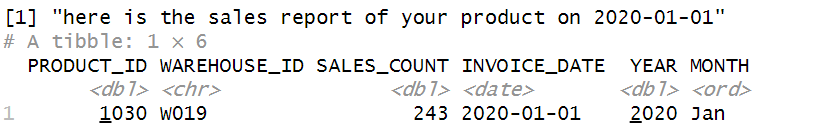 [1] "here is the sales report of your product on 2020-01-01"
# A tibble: 1 × 6
PRODUCT_ID WAREHOUSE_ID SALES_COUNT INVOICE_DATE YEAR MONTH
<dbl> <chr> <dbl> <date> <dbl> <ord>
1 1030 W019 243 2020-01-01 2020 Jan